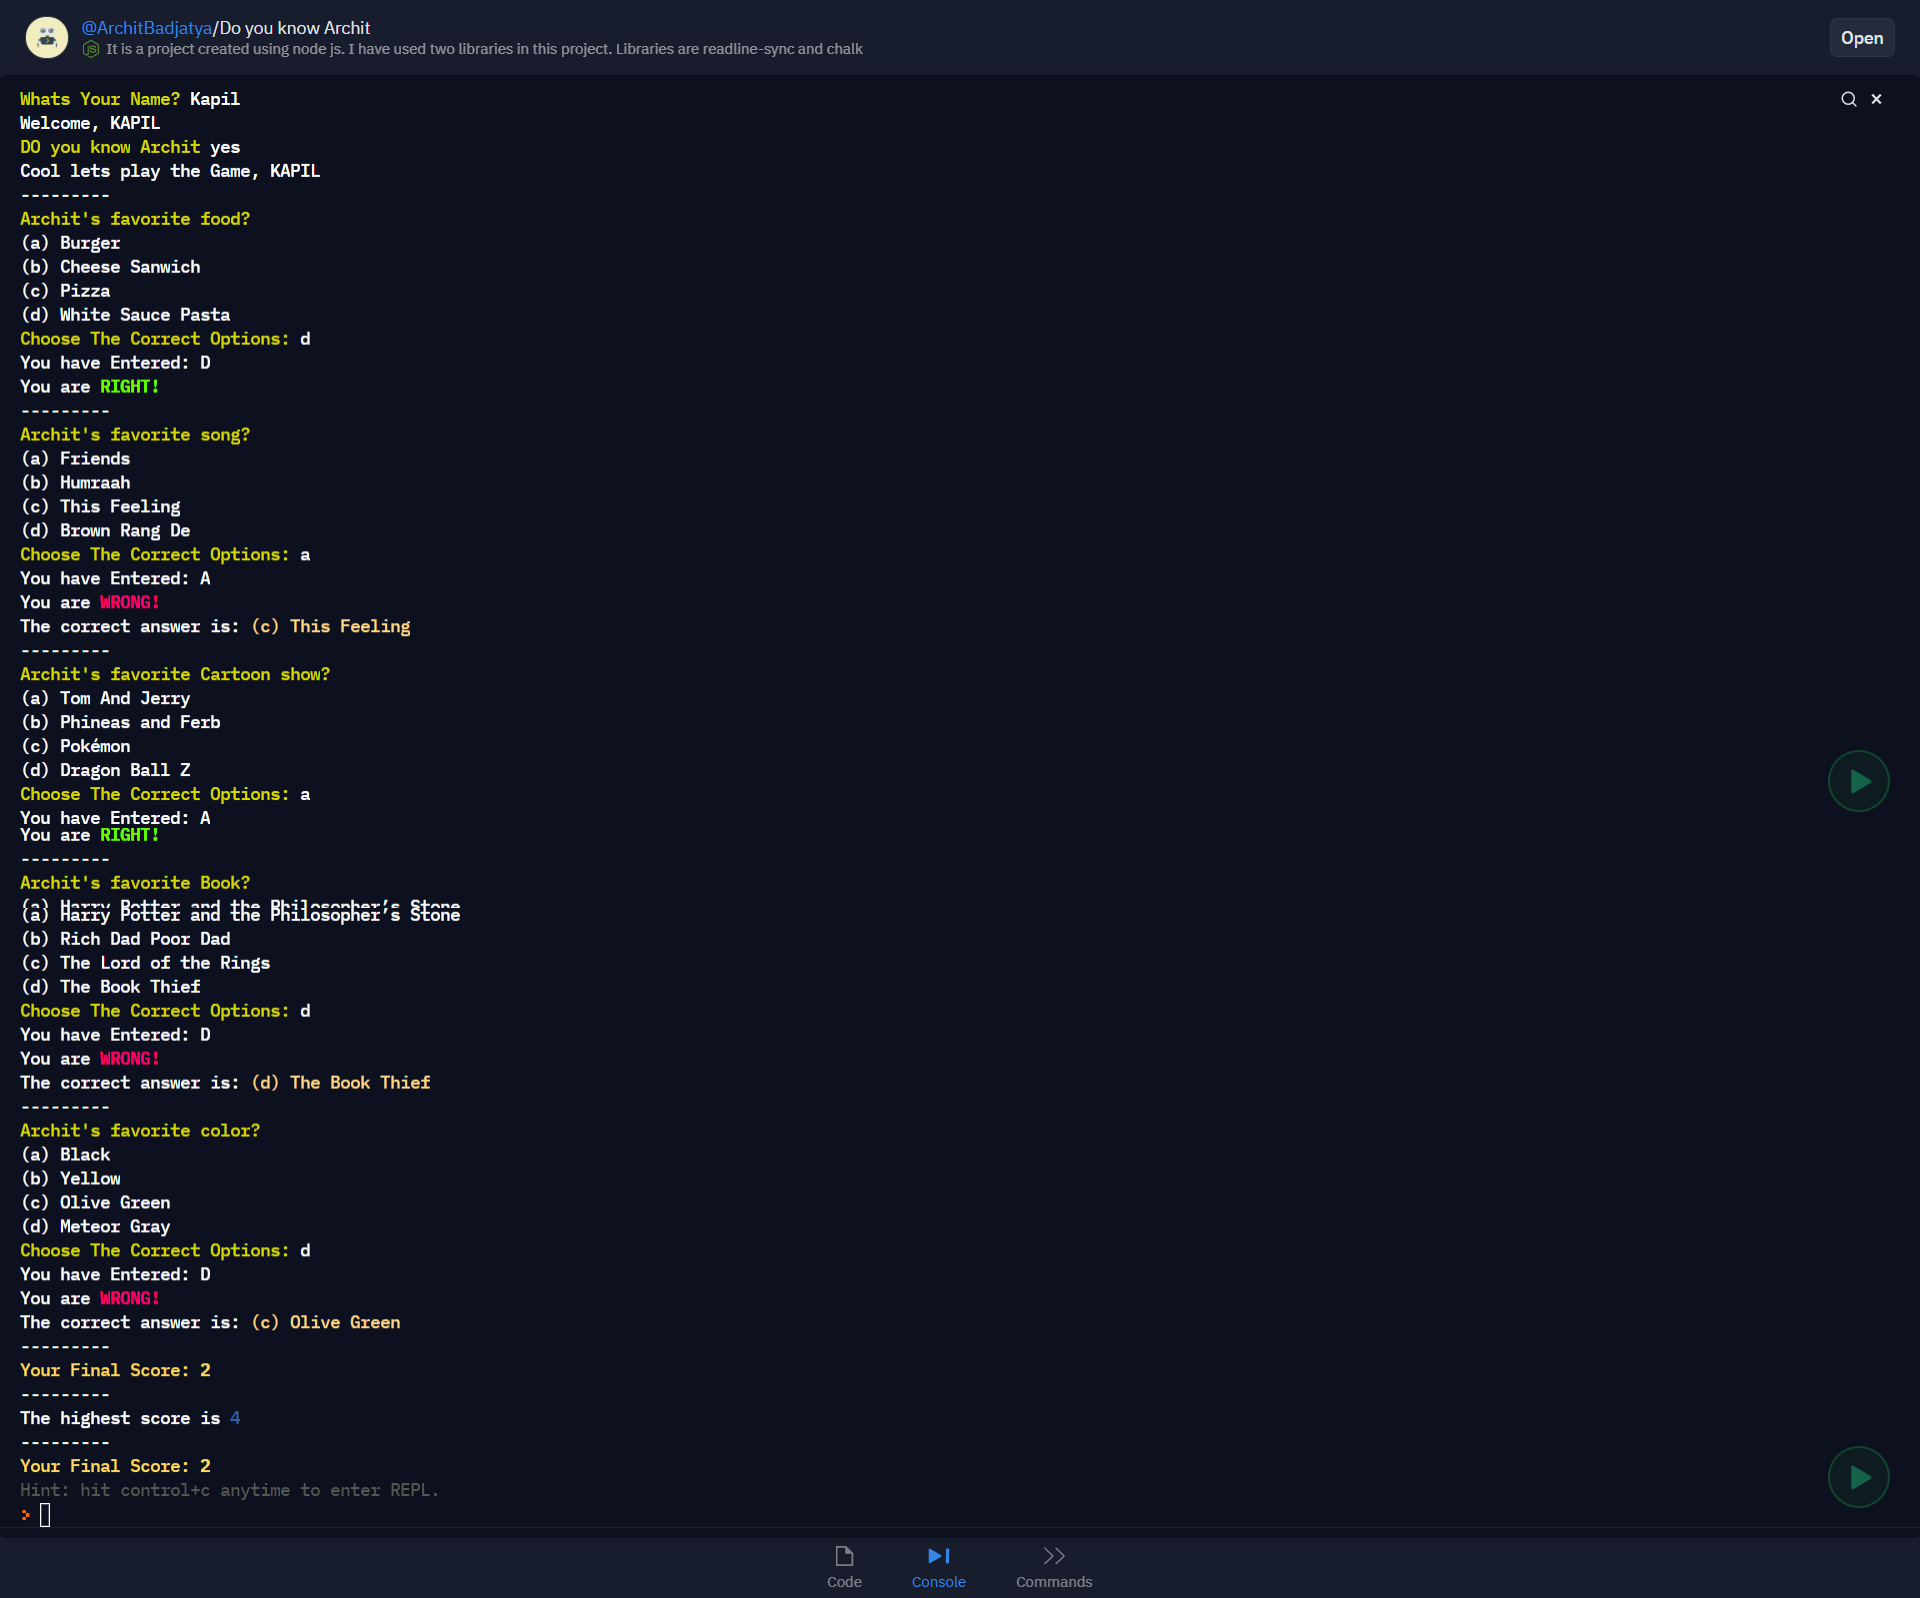 @ArchitBadjatya/Do you know Archit
It is a project created using node js. I have used two libraries in this project. Libraries are readline-sync and chalk
Open
Whats Your Name? Kapil
Welcome, KAPIL
DO you know Archit yes
Cool lets play the Game, KAPIL
---------
Archit's favorite food?
(a) Burger
(b) Cheese Sanwich
(c) Pizza
(d) White Sauce Pasta
Choose The Correct Options: d
You have Entered: D
You are RIGHT!
---------
Archit's favorite song?
(a) Friends
(b) Humraah
(c) This Feeling
(d) Brown Rang De
Choose The Correct Options: a
You have Entered: A
You are WRONG!
The correct answer is: (c) This Feeling
---------
Archit's favorite Cartoon show?
(a) Tom And Jerry
(b) Phineas and Ferb
(c) Pokémon
(d) Dragon Ball Z
Choose The Correct Options: a
You have Entered: A
You are RIGHT!
---------
Archit's favorite Book?
(a) Harry Potter and the Philosopher’s Stone
(a) Harry Potter and the Philosopher’s Stone
(b) Rich Dad Poor Dad
(c) The Lord of the Rings
(d) The Book Thief
Choose The Correct Options: d
You have Entered: D
You are WRONG!
The correct answer is: (d) The Book Thief
---------
Archit's favorite color?
(a) Black
(b) Yellow
(c) Olive Green
(d) Meteor Gray
Choose The Correct Options: d
You have Entered: D
You are WRONG!
The correct answer is: (c) Olive Green
---------
Your Final Score: 2
---------
The highest score is 4
---------
Your Final Score: 2
Hint: hit control+c anytime to enter REPL.
>
Code
Console
Commands